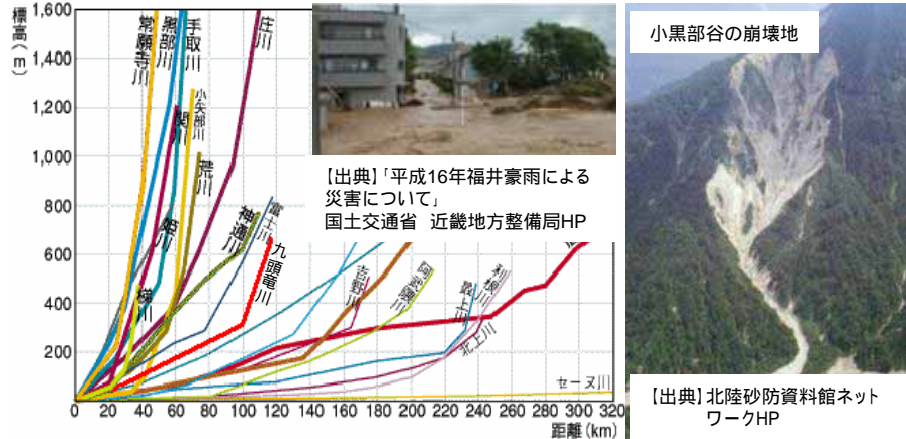 標高(m)
1,600
1,400
1,200
1,000
800
600
400
200
0
0 20 40 60 80 100 120 140 160 180 200 220 240 260 280 300 320
距離(km)
常願寺川
黒部川
手取川
庄川
関川
小矢部川
荒川
姫川
梯川
神通川
富士川
九頭竜川
吉野川
阿武隈川
最上川
利根川
北上川
セーヌ川
【出典】「平成16年福井豪雨による
災害について」
国土交通省 近畿地方整備局HP
小黒部谷の崩壊地
【出典】北陸砂防資料館ネット
ワークHP